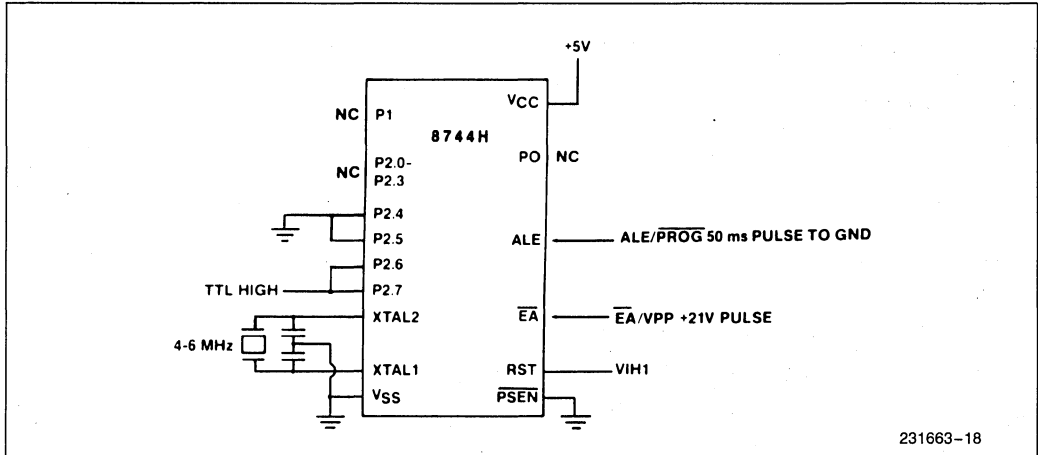 +5V
NC P1
VCC
8744H
NC P2.0-
P2.3
PO NC
P2.4
P2.5
ALE
ALE/PROG 50 ms PULSE TO GND
P2.6
TTL HIGH
P2.7
XTAL2
EA
EA/VPP +21V PULSE
4-6 MHz
XTAL1
RST
VIH1
VSS
PSEN
231663-18